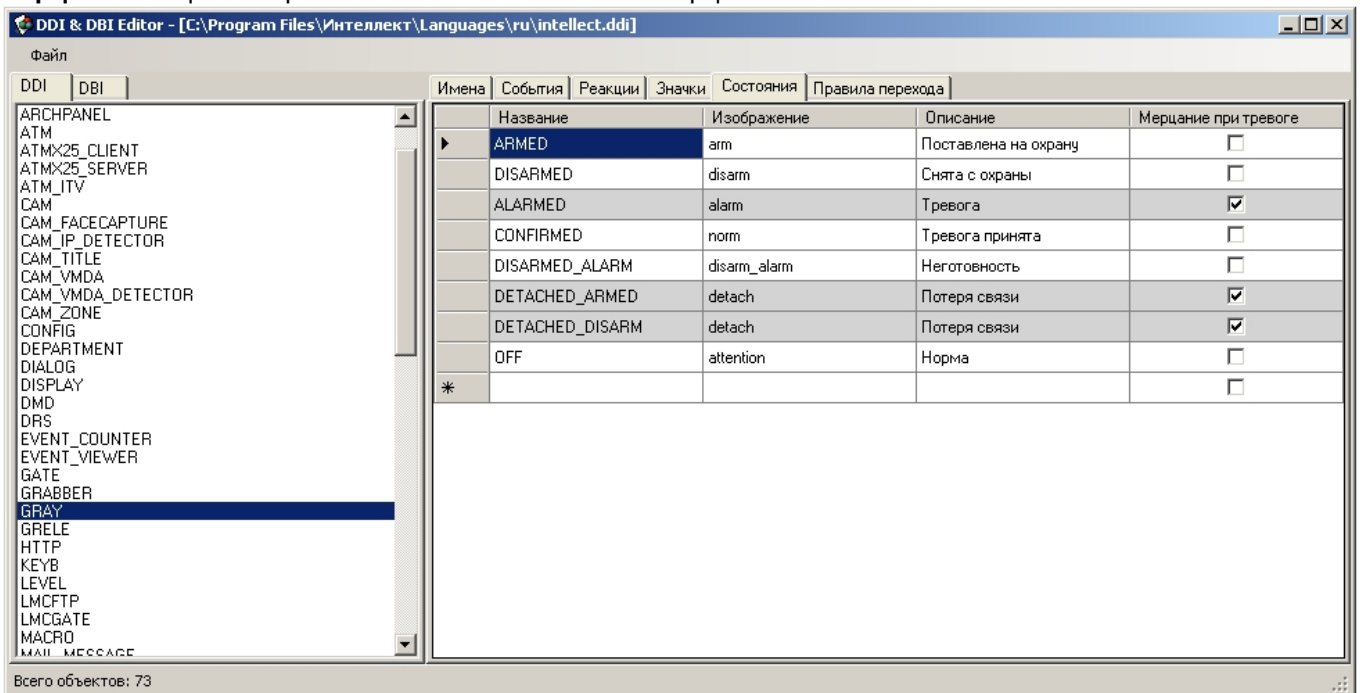 DDI & DBI Editor - [C:\Program Files\Интеллект\Languages\ru\intellect.ddi]
Файл
DDI DBI
Имена События Реакции Значки Состояния Правила перехода
ARCHPANEL
ATM
ATMX25_CLIENT
ATMX25_SERVER
ATM_ITV
CAM
CAM_FACECAPTURE
CAM_IP_DETECTOR
CAM_TITLE
CAM_VMDA
CAM_VMDA_DETECTOR
CAM_ZONE
CONFIG
DEPARTMENT
DIALOG
DISPLAY
DMD
DRS
EVENT_COUNTER
EVENT_VIEWER
GATE
GRABBER
GRAY
GRELE
HTTP
KEYB
LEVEL
LMCFTP
LMCGATE
MACRO
MAIL_MESSAGE
Название Изображение Описание Мерцание при тревоге
ARMED arm Поставлена на охрану
DISARMED disarm Снята с охраны
ALARMED alarm Тревога
CONFIRMED norm Тревога принята
DISARMED_ALARM disarm_alarm Неготовность
DETACHED_ARMED detach Потеря связи
DETACHED_DISARM detach Потеря связи
OFF attention Норма
Всего объектов: 73